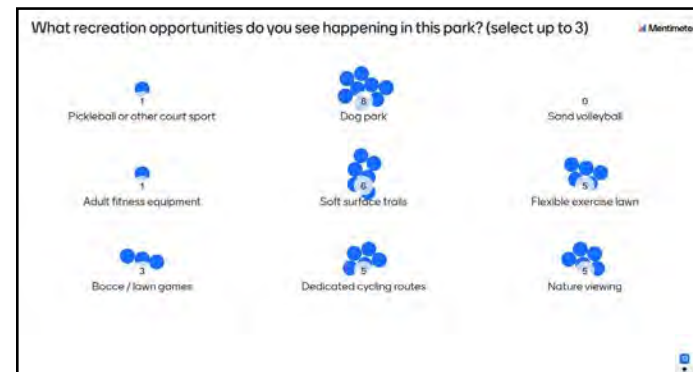 What recreation opportunities do you see happening in this park? (select up to 3)
Mentimete
1
Pickleball or other court sport
8
Dog park
0
Sand volleyball
1
Adult fitness equipment
6
Soft surface trails
5
Flexible exercise lawn
3
Bocce / lawn games
5
Dedicated cycling routes
5
Nature viewing